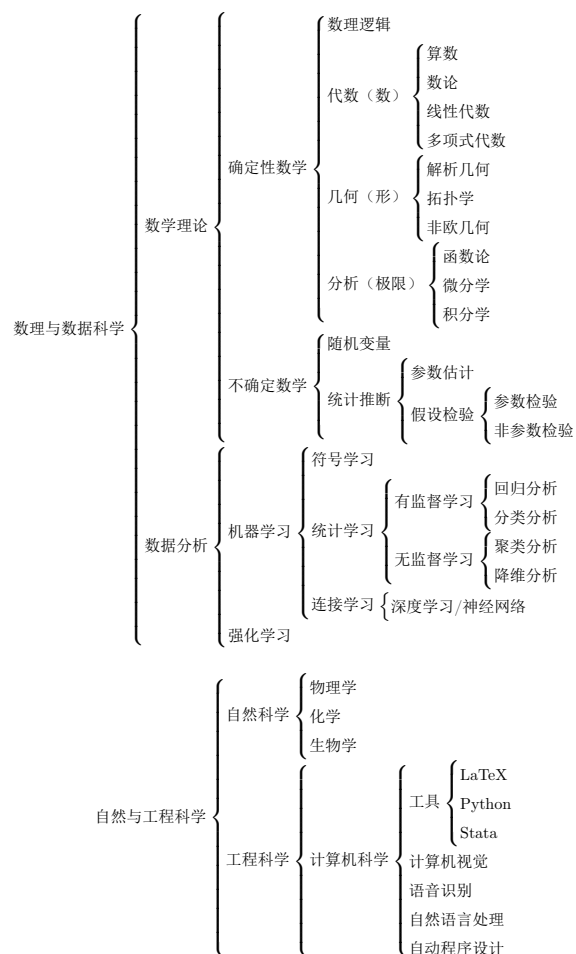 数理与数据科学
数学理论
确定性数学
数理逻辑
代数（数）
算数
数论
线性代数
多项式代数
几何（形）
解析几何
拓扑学
非欧几何
分析（极限）
函数论
微分学
积分学
不确定数学
随机变量
统计推断
参数估计
假设检验
参数检验
非参数检验
数据分析
机器学习
符号学习
统计学习
有监督学习
回归分析
分类分析
无监督学习
聚类分析
降维分析
连接学习
深度学习/神经网络
强化学习
自然与工程科学
自然科学
物理学
化学
生物学
工程科学
计算机科学
工具
LaTeX
Python
Stata
计算机视觉
语音识别
自然语言处理
自动程序设计